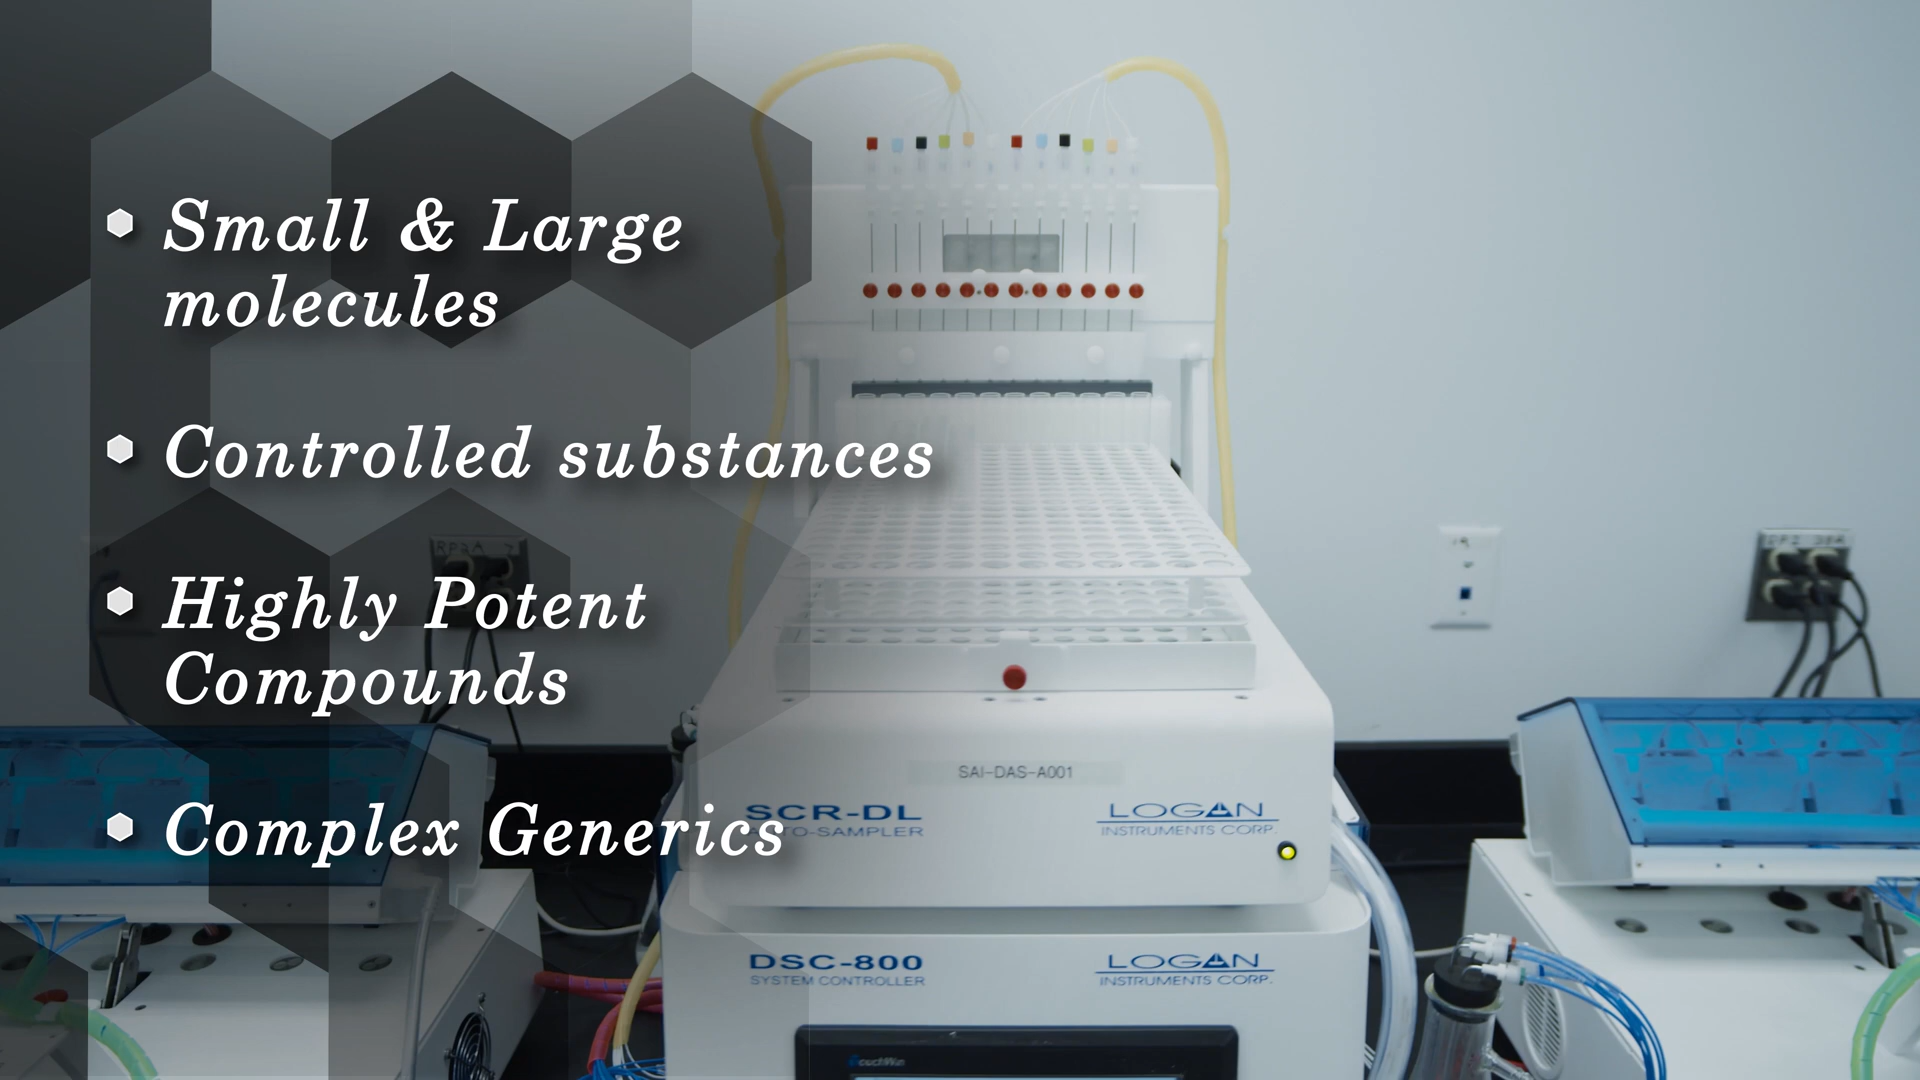 Small & Large
molecules
Controlled substances
Highly Potent
Compounds
Complex Generics
SAI-DAS-A001
SCR-DL
SAMPLER
LOGAN
INSTRUMENTS CORP.
DSC-800
SYSTEM CONTROLLER
LOGAN
INSTRUMENTS CORP.